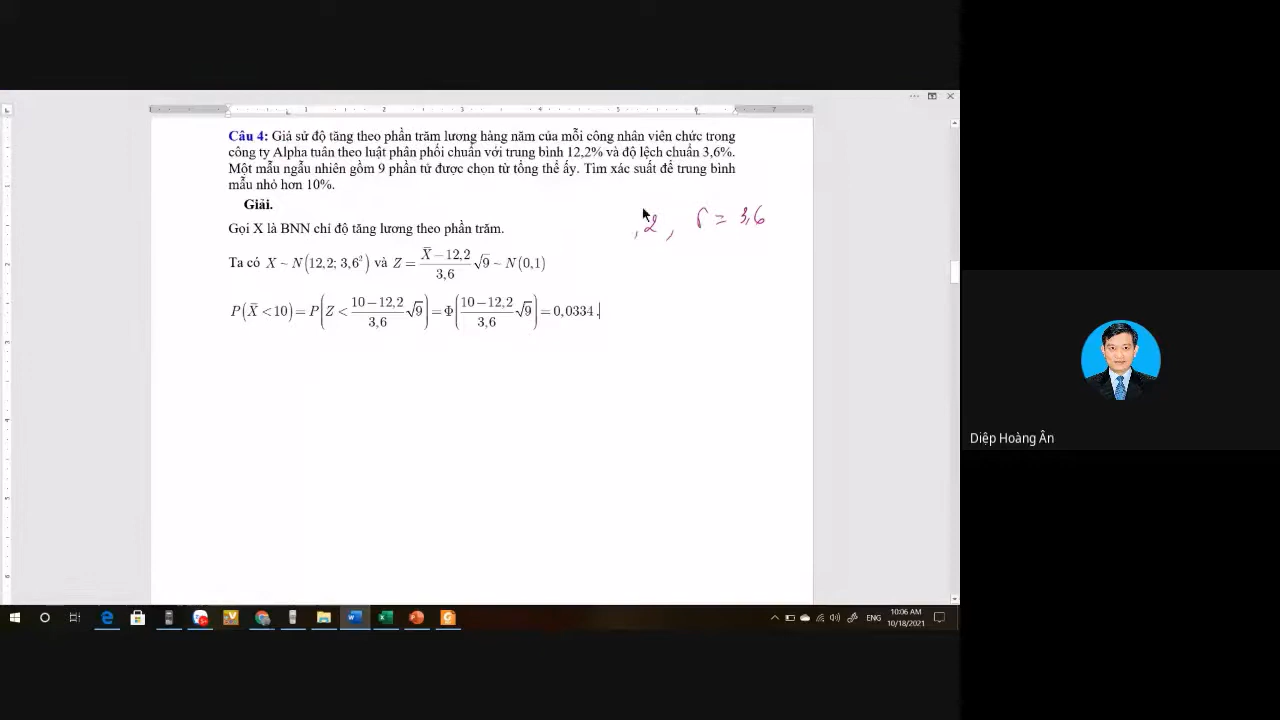 Câu 4: Giả sử độ tăng theo phần trăm lương hàng năm của mỗi công nhân viên chức trong
công ty Alpha tuân theo luật phân phối chuẩn với trung bình 12,2% và độ lệch chuẩn 3,6%.
Một mẫu ngẫu nhiên gồm 9 phần tử được chọn từ tổng thể ấy. Tìm xác suất để trung bình
mẫu nhỏ hơn 10%.
Giải.
,2 , σ = 3,6
Gọi X là BNN chỉ độ tăng lương theo phần trăm.
Ta có X ~ N(12,2; 3,6²) và Z = (X̄ − 12,2)/3,6 √9 ~ N(0,1)
P(X̄ < 10) = P(Z < (10 − 12,2)/3,6 √9) = Φ((10 − 12,2)/3,6 √9) = 0,0334.
Diệp Hoàng Ân
ENG
10:06 AM
10/18/2021